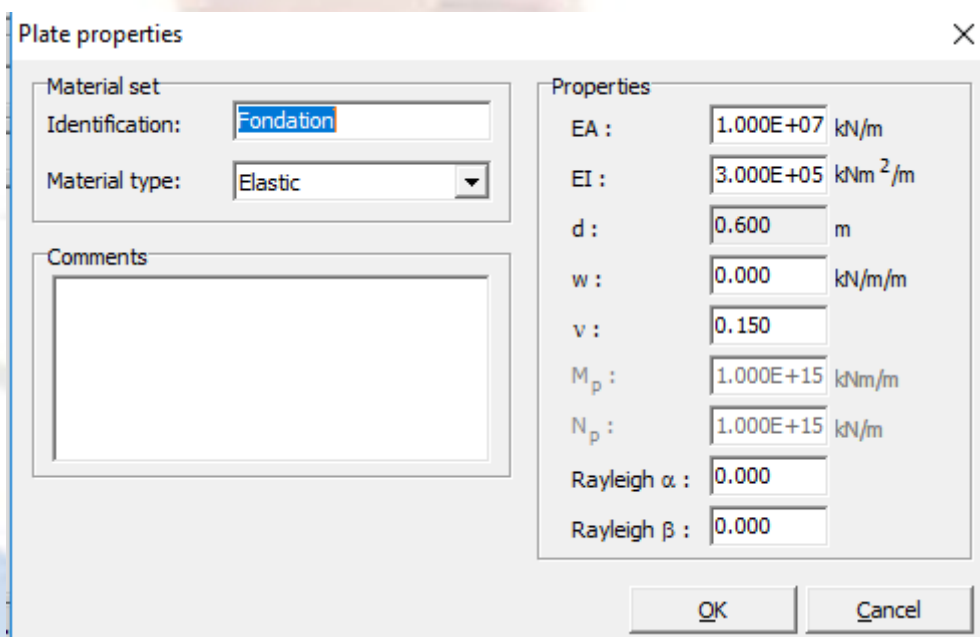 Plate properties
Material set
Identification: Fondation
Material type: Elastic
Comments
Properties
EA : 1.000E+07 kN/m
EI : 3.000E+05 kNm²/m
d : 0.600 m
w : 0.000 kN/m/m
ν : 0.150
Mₚ : 1.000E+15 kNm/m
Nₚ : 1.000E+15 kN/m
Rayleigh α : 0.000
Rayleigh β : 0.000
OK Cancel